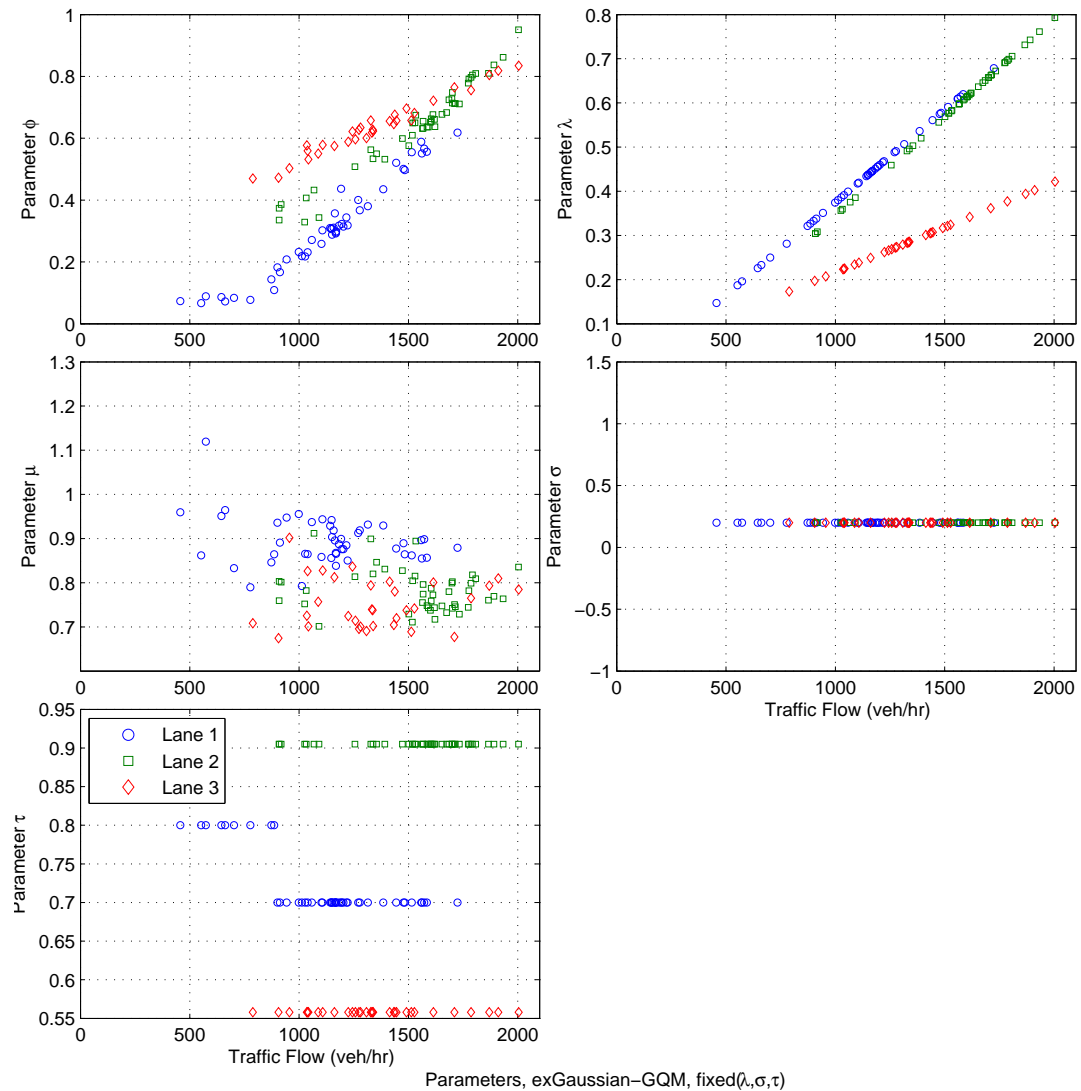 1
0.8
0.6
0.4
0.2
0
0 500 1000 1500 2000
Parameter ϕ
0.8
0.7
0.6
0.5
0.4
0.3
0.2
0.1
0 500 1000 1500 2000
Parameter λ
1.3
1.2
1.1
1
0.9
0.8
0.7
0 500 1000 1500 2000
Parameter μ
1.5
1
0.5
0
−0.5
−1
0 500 1000 1500 2000
Parameter σ
Traffic Flow (veh/hr)
0.95
0.9
0.85
0.8
0.75
0.7
0.65
0.6
0.55
0 500 1000 1500 2000
Parameter τ
Lane 1
Lane 2
Lane 3
Traffic Flow (veh/hr)
Parameters, exGaussian−GQM, fixed(λ,σ,τ)